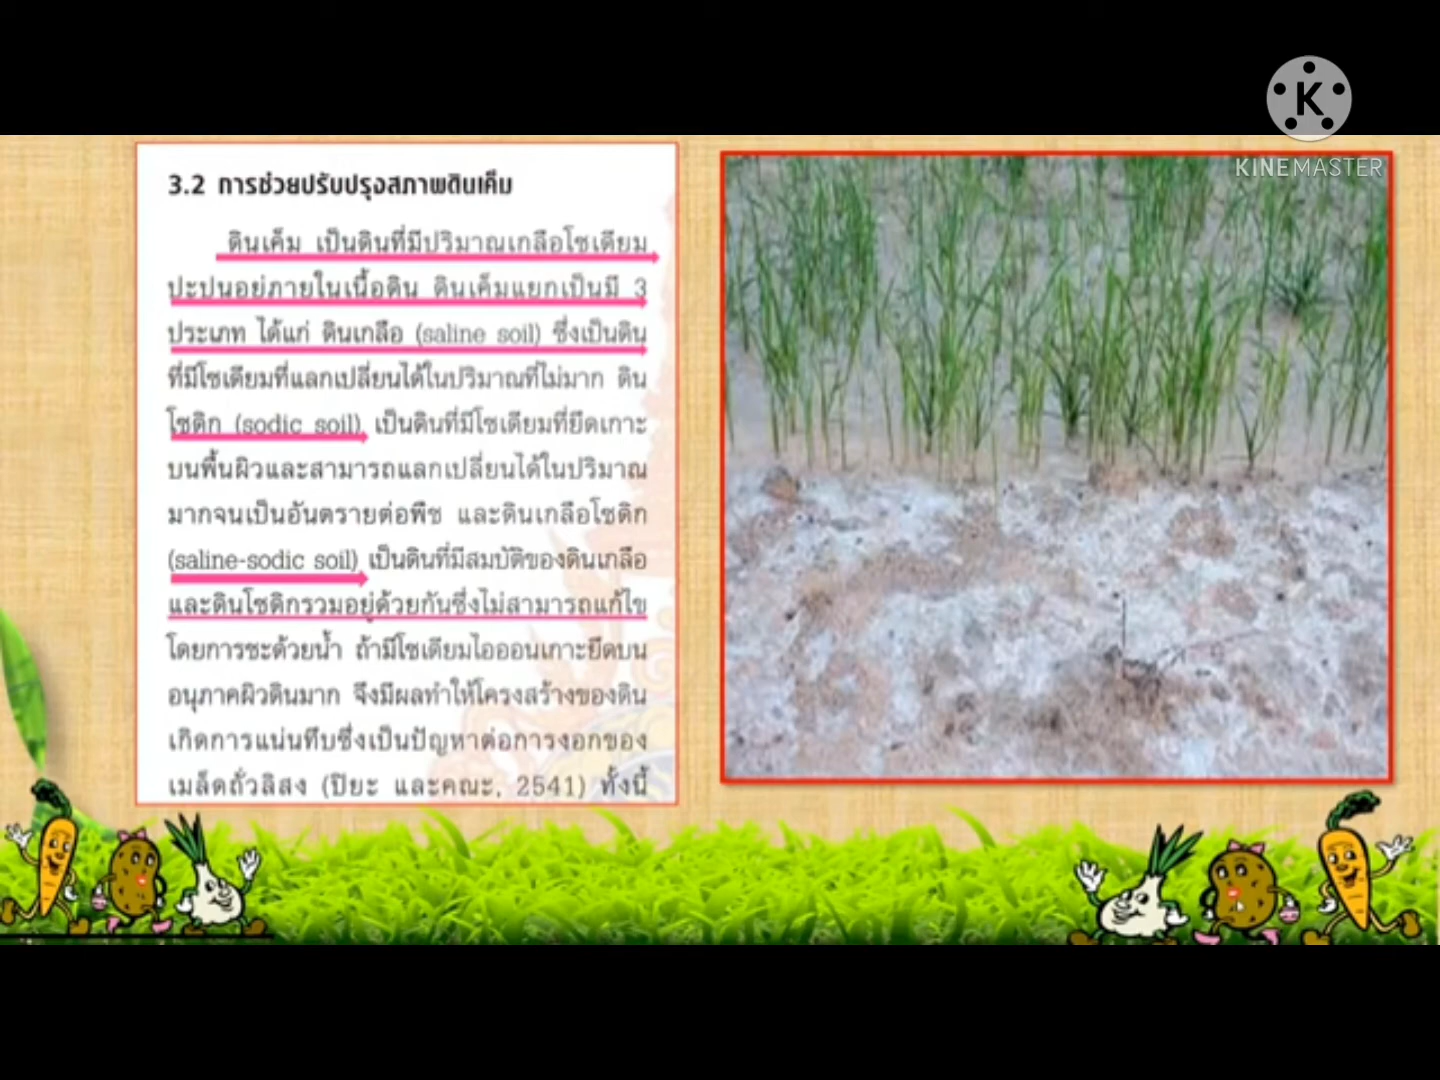 K
KINEMASTER
3.2 การช่วยปรับปรุงสภาพดินเค็ม
ดินเค็ม เป็นดินที่มีปริมาณเกลือโซเดียม
ปะปนอยู่ภายในเนื้อดิน ดินเค็มแยกเป็นมี 3
ประเภท ได้แก่ ดินเกลือ (saline soil) ซึ่งเป็นดิน
ที่มีโซเดียมที่แลกเปลี่ยนได้ในปริมาณที่ไม่มาก ดิน
โซดิก (sodic soil) เป็นดินที่มีโซเดียมที่ยึดเกาะ
บนพื้นผิวและสามารถแลกเปลี่ยนได้ในปริมาณ
มากจนเป็นอันตรายต่อพืช และดินเกลือโซดิก
(saline-sodic soil) เป็นดินที่มีสมบัติของดินเกลือ
และดินโซดิกรวมอยู่ด้วยกันซึ่งไม่สามารถแก้ไข
โดยการชะด้วยน้ำ ถ้ามีโซเดียมไอออนเกาะยึดบน
อนุภาคผิวดินมาก จึงมีผลทำให้โครงสร้างของดิน
เกิดการแน่นทึบซึ่งเป็นปัญหาต่อการงอกของ
เมล็ดถั่วลิสง (ปิยะ และคณะ, 2541) ทั้งนี้